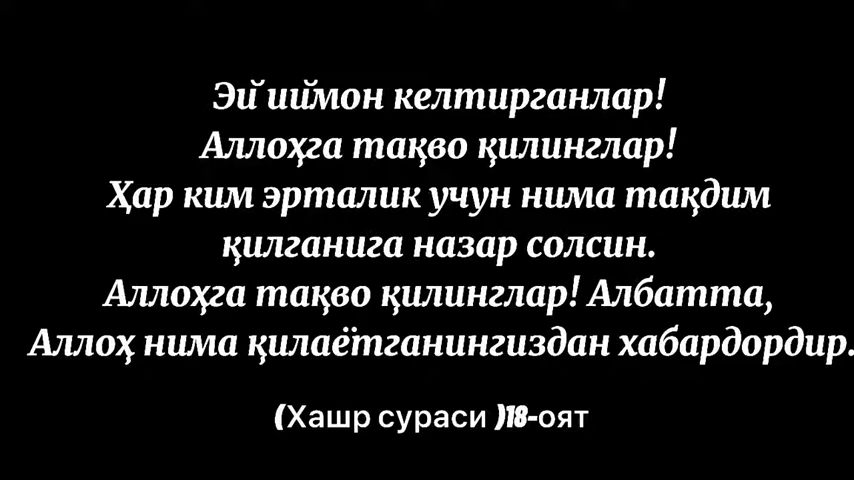 Эй иймон келтирганлар!
Аллоҳга тақво қилинглар!
Ҳар ким эрталик учун нима тақдим
қилганига назар солсин.
Аллоҳга тақво қилинглар! Албатта,
Аллоҳ нима қилаётганингиздан хабардордир.
(Хашр сураси )18-оят